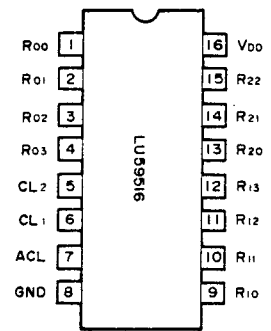 R00 1 16 VDD
R01 2 15 R22
R02 3 14 R21
R03 4 13 R20
CL2 5 12 R13
CL1 6 11 R12
ACL 7 10 R11
GND 8 9 R10
LU59516